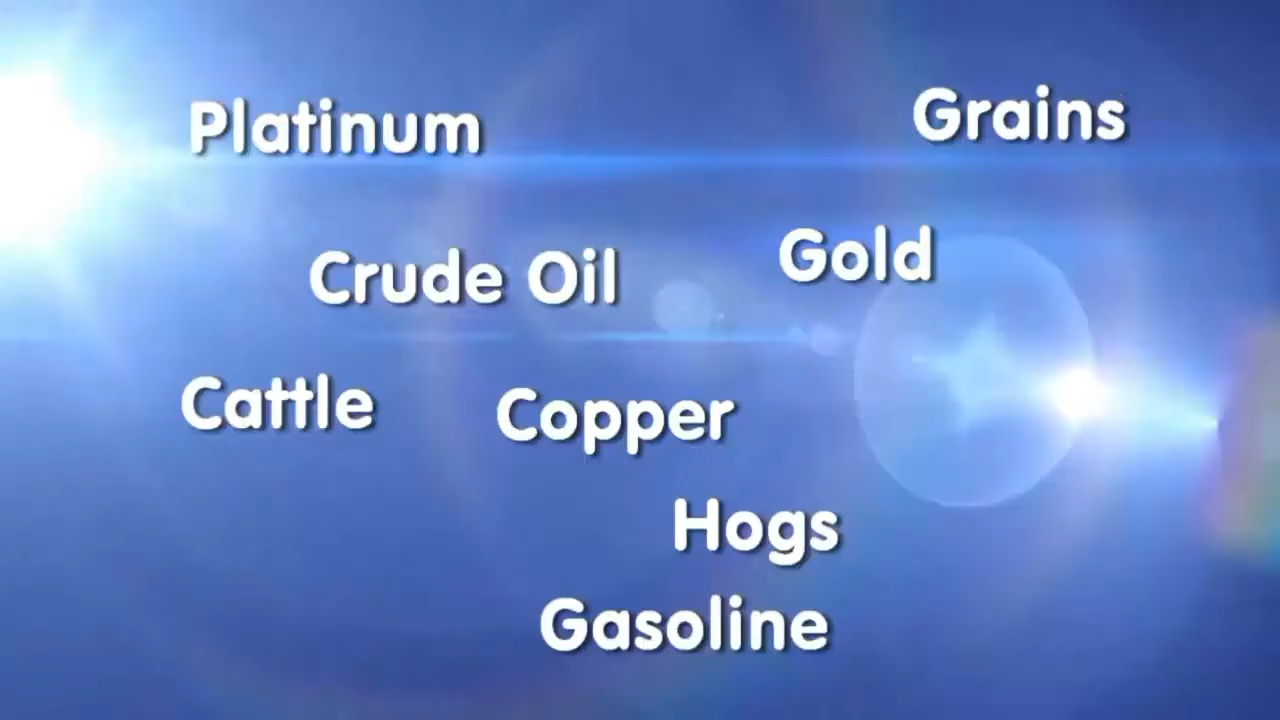 Platinum
Grains
Crude Oil
Gold
Cattle
Copper
Hogs
Gasoline